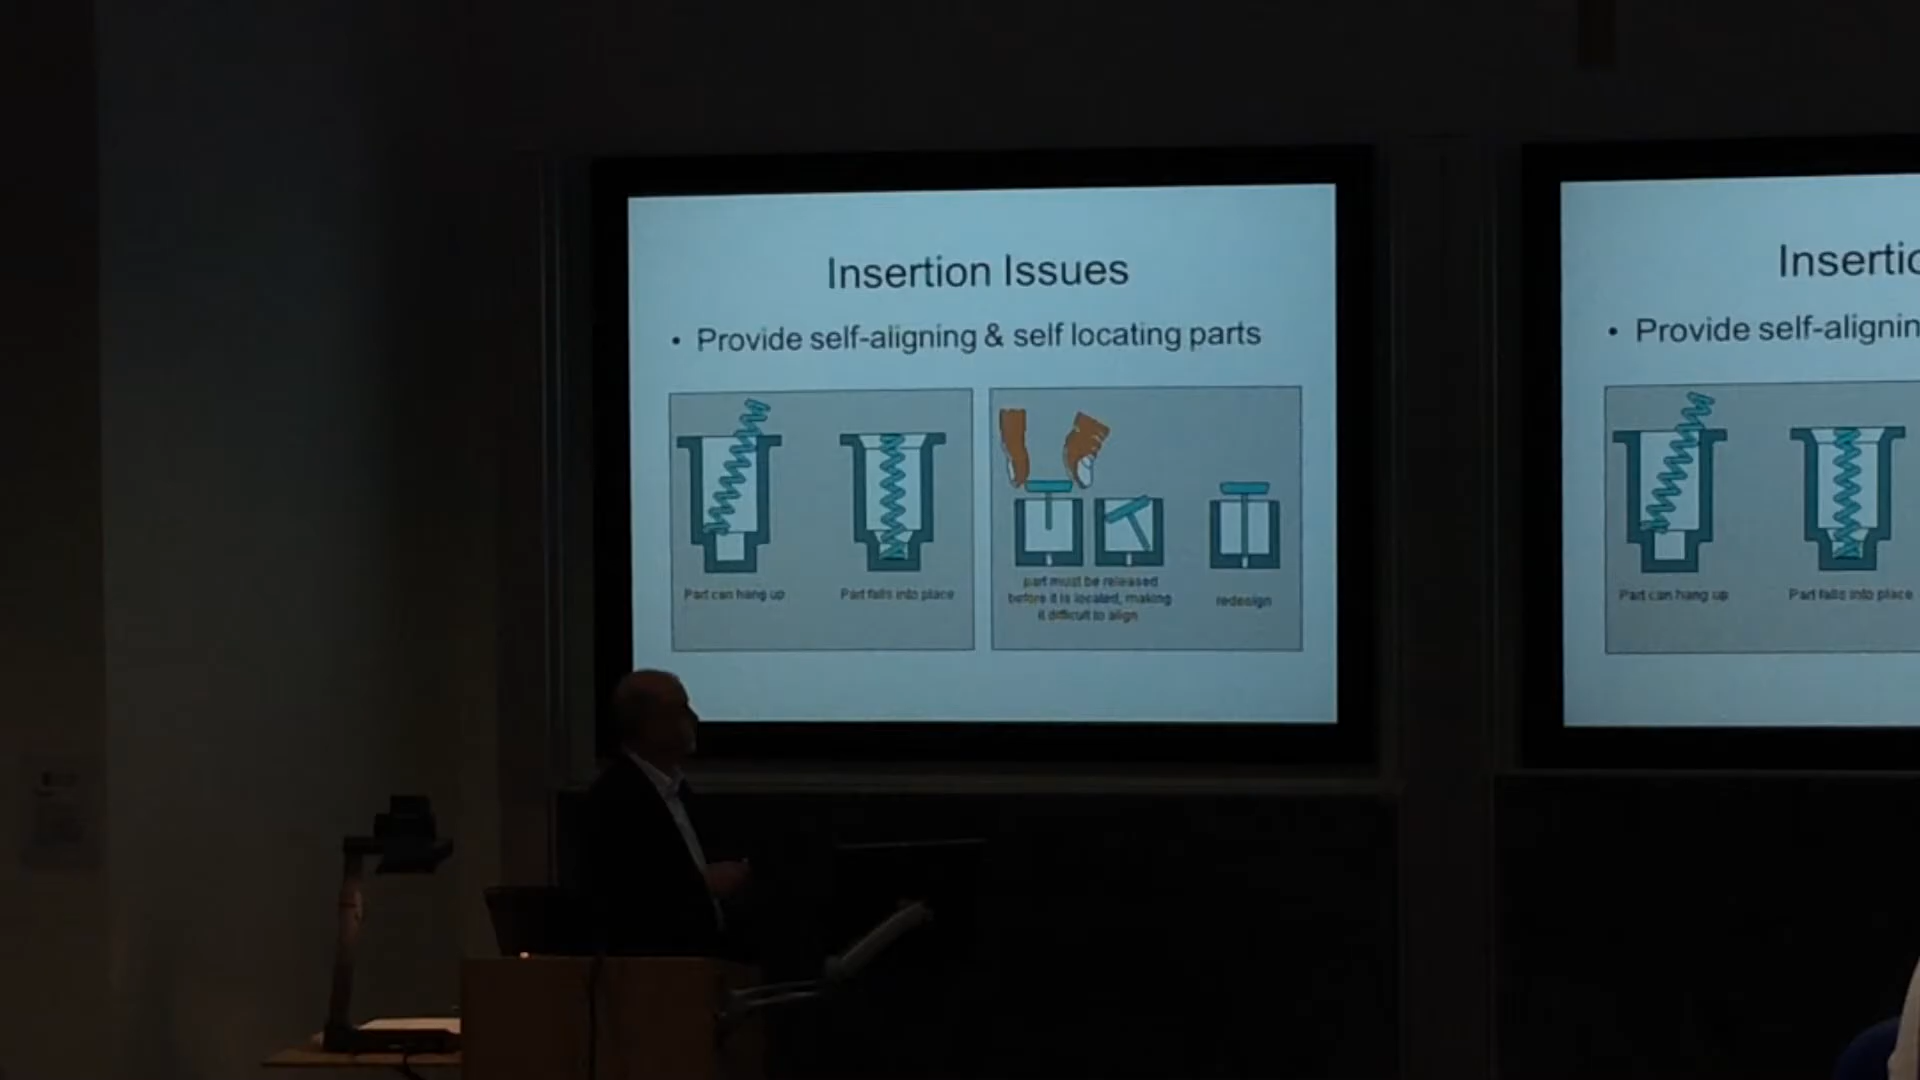 Insertion Issues
• Provide self-aligning & self locating parts
Part can hang up
Part falls into place
part must be released
before it is located, making
it difficult to align
redesign
Insertio
• Provide self-alignin
Part can hang up
Part falls into place